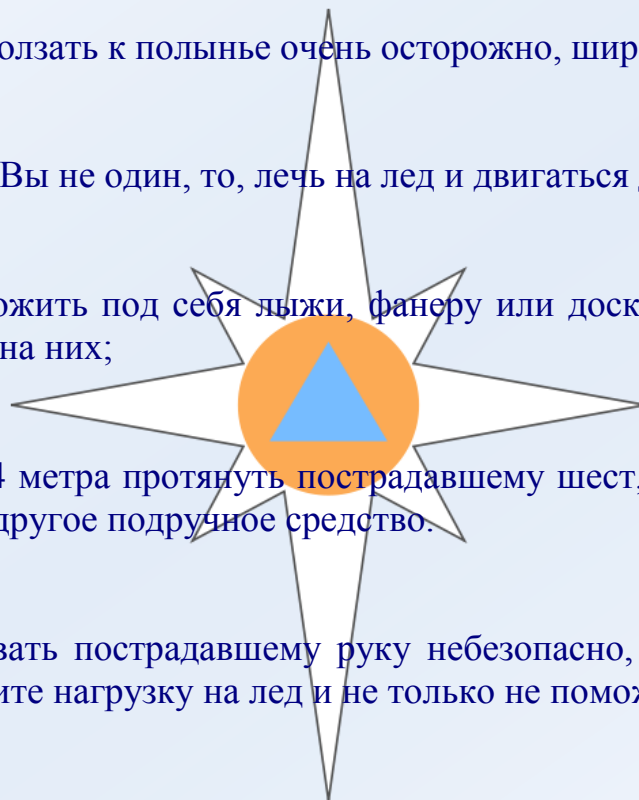 олзать к полынье очень осторожно, шир
Вы не один, то, лечь на лед и двигаться
ожить под себя лыжи, фанеру или доск
на них;
4 метра протянуть пострадавшему шест,
другое подручное средство.
вать пострадавшему руку небезопасно,
ите нагрузку на лед и не только не помож